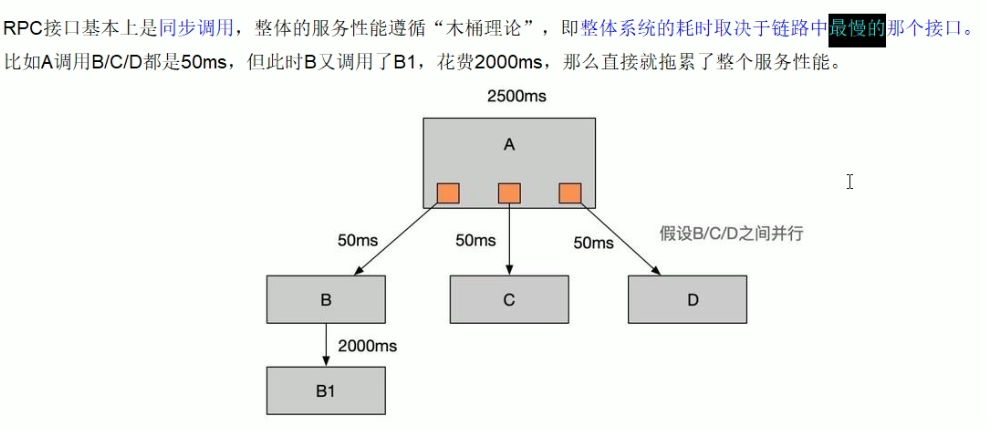 RPC接口基本上是同步调用，整体的服务性能遵循“木桶理论”，即整体系统的耗时取决于链路中最慢的那个接口。
比如A调用B/C/D都是50ms，但此时B又调用了B1，花费2000ms，那么直接就拖累了整个服务性能。
2500ms
A
50ms
50ms
50ms
假设B/C/D之间并行
B
C
D
2000ms
B1